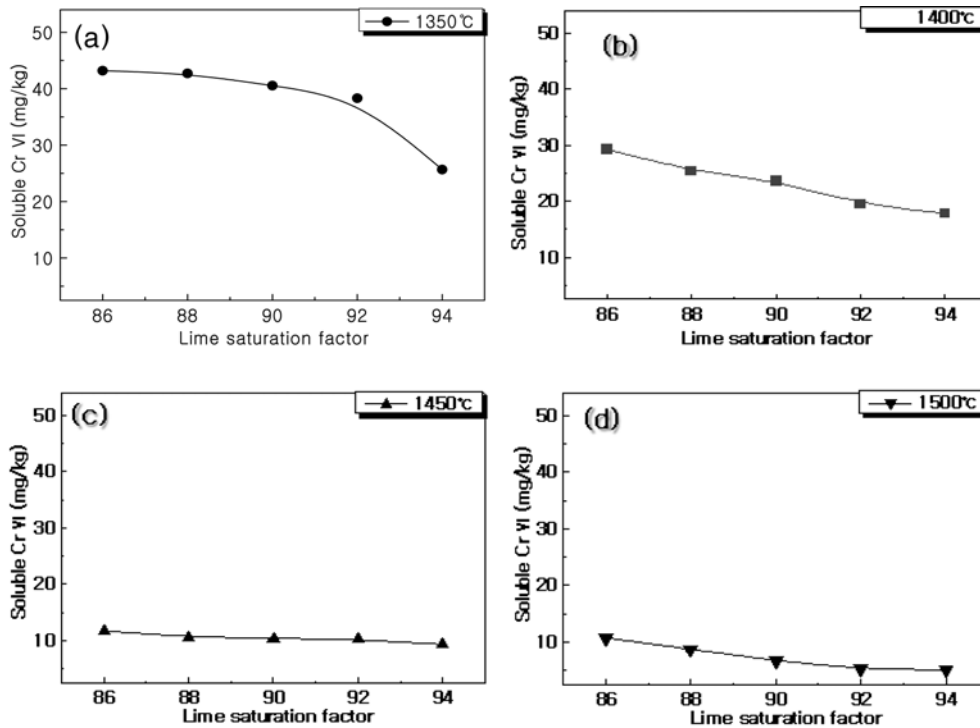 (a)
1350℃
Soluble Cr VI (mg/kg)
50
40
30
20
10
86 88 90 92 94
Lime saturation factor
(b)
1400℃
Soluble Cr VI (mg/kg)
50
40
30
20
10
86 88 90 92 94
Lime saturation factor
(c)
1450℃
Soluble Cr VI (mg/kg)
50
40
30
20
10
86 88 90 92 94
Lime saturation factor
(d)
1500℃
Soluble Cr VI (mg/kg)
50
40
30
20
10
86 88 90 92 94
Lime saturation factor